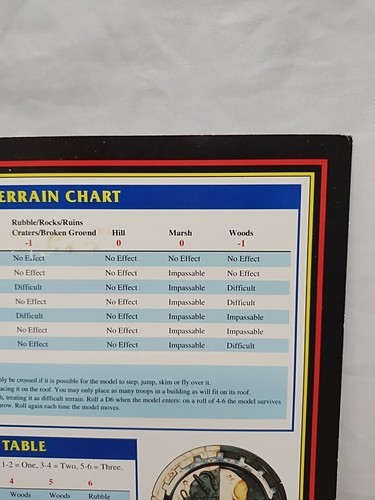 ERRAIN CHART
Rubble/Rocks/Ruins
Craters/Broken Ground Hill Marsh Woods
-1 0 0 -1
No Effect No Effect No Effect No Effect
No Effect No Effect Impassable No Effect
Difficult No Effect Impassable Difficult
No Effect No Effect Impassable Difficult
Difficult No Effect Impassable Impassable
No Effect No Effect Impassable Impassable
No Effect No Effect Impassable Difficult
nly be crossed if it is possible for the model to step, jump, skim or fly over it.
acing it on the roof. You may only place as many troops in a building as will fit on its roof.
h, treating it as difficult terrain. Roll a D6 when the model enters: on a roll of 4-6 the model survives
hrow. Roll again each time the model moves.
TABLE
1-2 = One, 3-4 = Two, 5-6 = Three.
4 5 6
Woods Woods Rubble